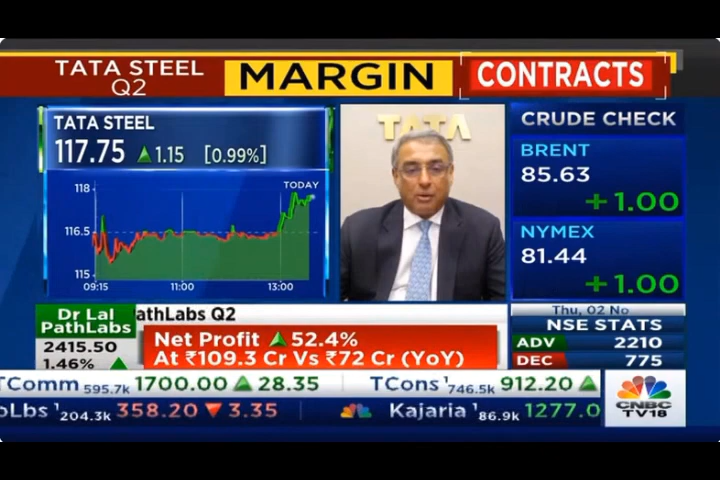 TATA STEEL
Q2
MARGIN
CONTRACTS
TATA STEEL
117.75 ▲ 1.15 [0.99%]
TODAY
118
116.5
115
09:15 11:00 13:00
TATA
CRUDE CHECK
BRENT
85.63
+1.00
NYMEX
81.44
+1.00
Dr Lal
PathLabs
2415.50
1.46% ▲
athLabs Q2
Net Profit ▲ 52.4%
At ₹109.3 Cr Vs ₹72 Cr (YoY)
Thu, 02 No
NSE STATS
ADV 2210
DEC 775
TComm 595.7k 1700.00 ▲ 28.35 TCons 1746.5k 912.20 ▲
oLbs 1204.3k 358.20 ▼ 3.35 Kajaria 186.9k 1277.0
CNBC
TV18